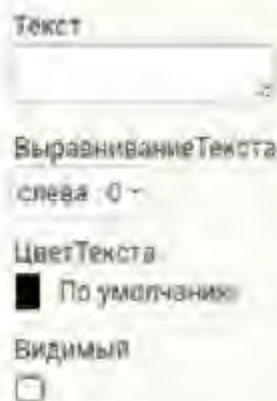 Текст
ВыравниваниеТекста
слева : 0
ЦветТекста
По умолчанию
Видимый